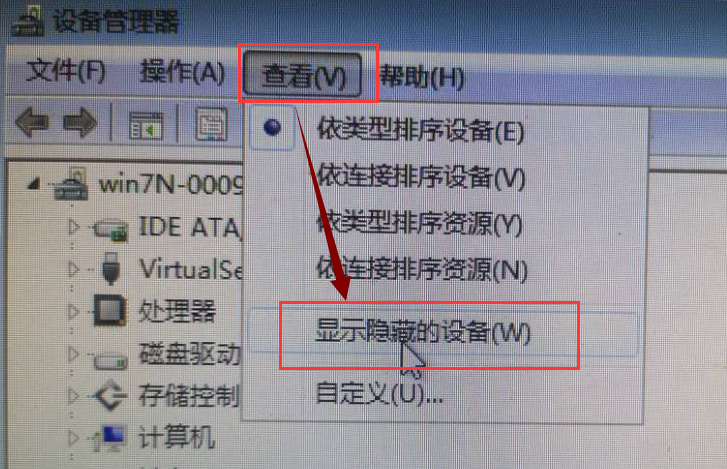 设备管理器
文件(F) 操作(A) 查看(V) 帮助(H)
依类型排序设备(E)
依连接排序设备(V)
依类型排序资源(Y)
依连接排序资源(N)
显示隐藏的设备(W)
自定义(U)...
win7N-0009
IDE ATA
VirtualSe
处理器
磁盘驱动
存储控制
计算机